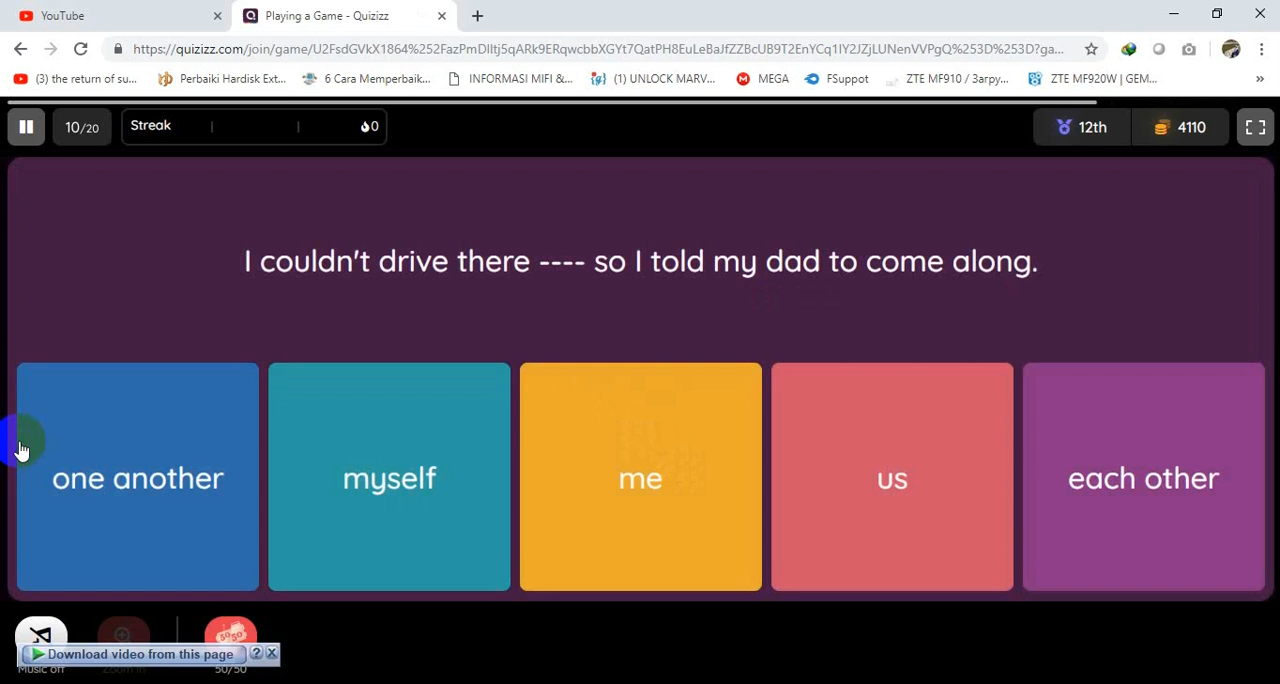 YouTube
Playing a Game - Quizizz
https://quizizz.com/join/game/U2FsdGVkX1864%252FazPmDIltj5qARk9ERqwcbbXGYt7QatPH8EuLeBaJfZZBcUB9T2EnYCq1IY2JZjLUNenVVPgQ%253D%253D?ga...
(3) the return of su...
Perbaiki Hardisk Ext...
6 Cara Memperbaik...
INFORMASI MIFI &...
(1) UNLOCK MARV...
MEGA
FSuppot
ZTE MF910 / 3arpy...
ZTE MF920W | GEM...
10/20
Streak
0
12th
4110
I couldn't drive there ---- so I told my dad to come along.
one another
myself
me
us
each other
Download video from this page
Music off
50/50